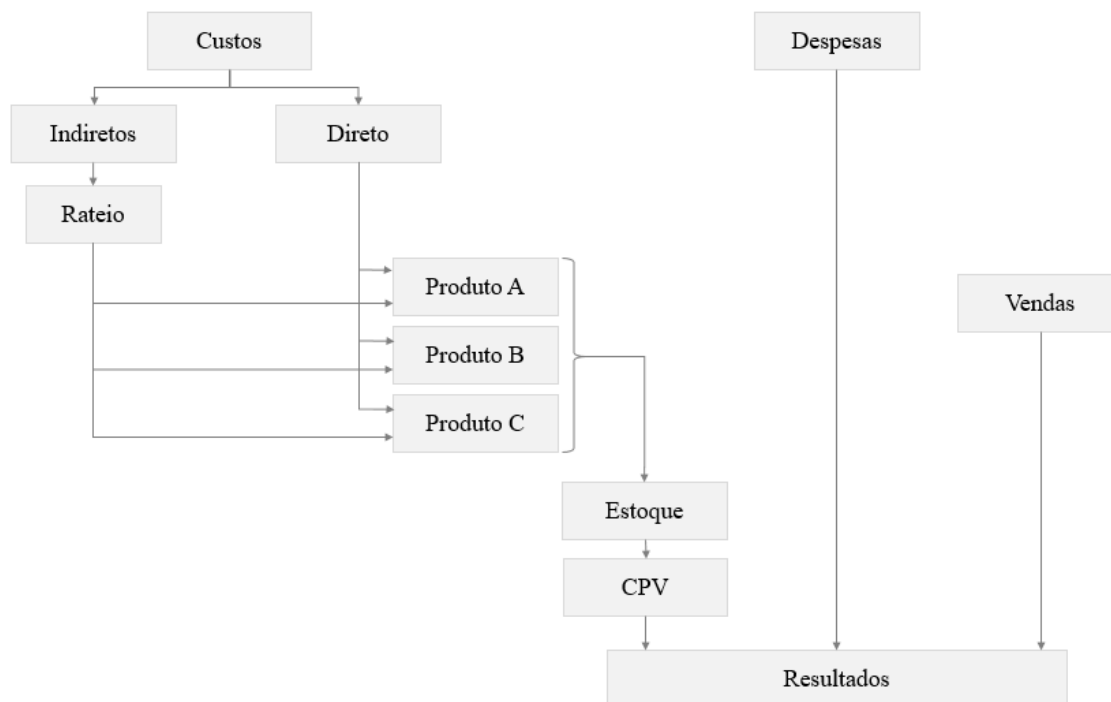 Custos
Despesas
Indiretos
Direto
Rateio
Produto A
Vendas
Produto B
Produto C
Estoque
CPV
Resultados